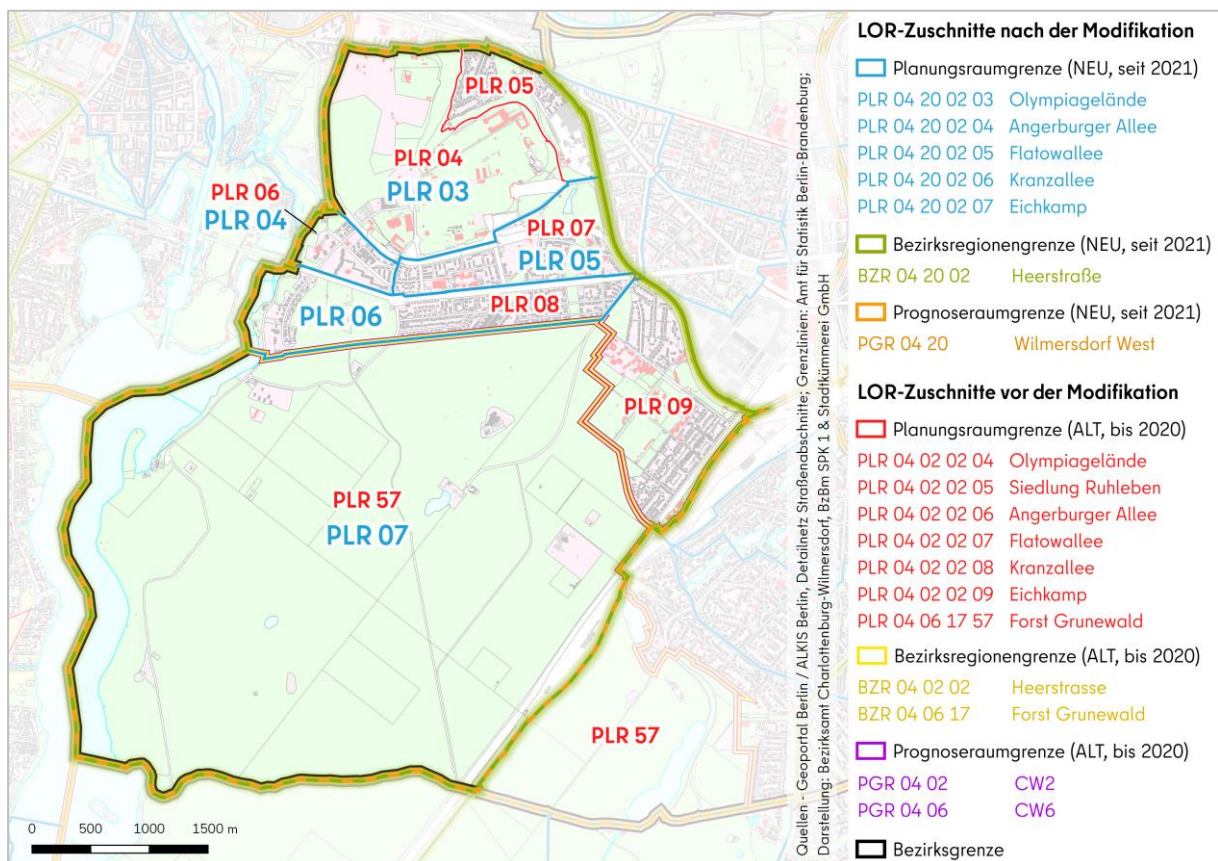 PLR 05
PLR 04
PLR 03
PLR 06
PLR 04
PLR 07
PLR 05
PLR 08
PLR 06
PLR 09
PLR 57
PLR 07
PLR 57
0 500 1000 1500 m
Quellen - Geoportal Berlin / ALKIS Berlin, Detailnetz Straßenabschnitte; Grenzlinien: Amt für Statistik Berlin-Brandenburg;
Darstellung: Bezirksamt Charlottenburg-Wilmersdorf, BzBm SPK 1 & Stadtkümmerei GmbH
LOR-Zuschnitte nach der Modifikation
Planungsraumgrenze (NEU, seit 2021)
PLR 04 20 02 03 Olympiagelände
PLR 04 20 02 04 Angerburger Allee
PLR 04 20 02 05 Flatowallee
PLR 04 20 02 06 Kranzallee
PLR 04 20 02 07 Eichkamp
Bezirksregionengrenze (NEU, seit 2021)
BZR 04 20 02 Heerstraße
Prognoseraumgrenze (NEU, seit 2021)
PGR 04 20 Wilmersdorf West
LOR-Zuschnitte vor der Modifikation
Planungsraumgrenze (ALT, bis 2020)
PLR 04 02 02 04 Olympiagelände
PLR 04 02 02 05 Siedlung Ruhleben
PLR 04 02 02 06 Angerburger Allee
PLR 04 02 02 07 Flatowallee
PLR 04 02 02 08 Kranzallee
PLR 04 02 02 09 Eichkamp
PLR 04 06 17 57 Forst Grunewald
Bezirksregionengrenze (ALT, bis 2020)
BZR 04 02 02 Heerstrasse
BZR 04 06 17 Forst Grunewald
Prognoseraumgrenze (ALT, bis 2020)
PGR 04 02 CW2
PGR 04 06 CW6
Bezirksgrenze